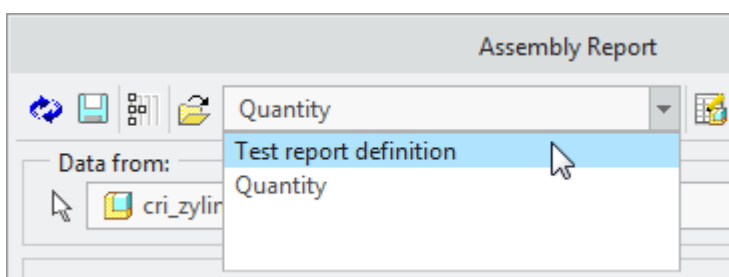 Assembly Report
Quantity
Test report definition
Data from:
Quantity
cri_zylin